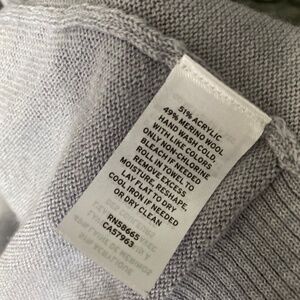 51% ACRYLIC
49% MERINO WOOL
HAND WASH COLD,
WITH LIKE COLORS
ONLY NON-CHLORINE
BLEACH IF NEEDED
ROLL IN TOWEL TO
REMOVE EXCESS
MOISTURE, RESHAPE,
LAY FLAT TO DRY
COOL IRON IF NEEDED
OR DRY CLEAN
RN58665
CA57963